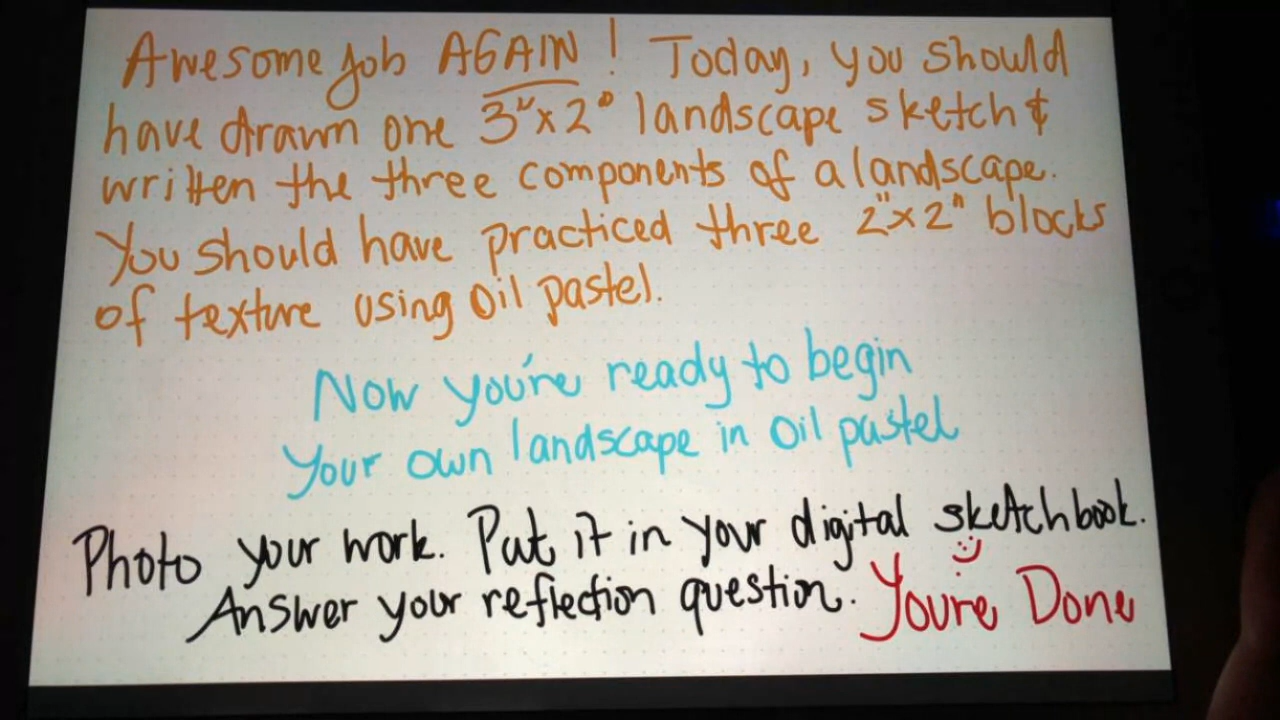 Awesome job AGAIN! Today, you should
have drawn one 3"x2" landscape sketch &
written the three components of a landscape.
You should have practiced three 2"x2" blocks
of texture using oil pastel.
Now you're ready to begin
your own landscape in oil pastel
Photo your work. Put it in your digital sketchbook.
Answer your reflection question. You're Done